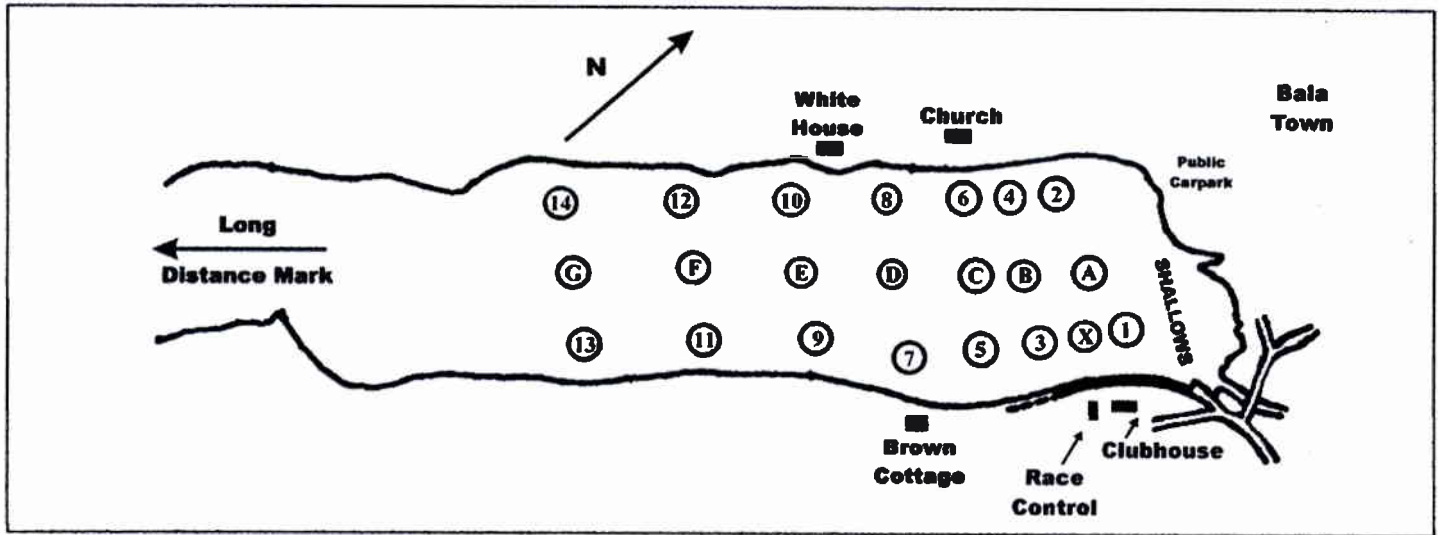 N
White
House
Church
Bala
Town
Public
Carpark
14
12
10
8
6
4
2
Long
Distance Mark
G
F
E
D
C
B
A
SHALLOWS
13
11
9
7
5
3
X
1
Brown
Cottage
Race
Control
Clubhouse